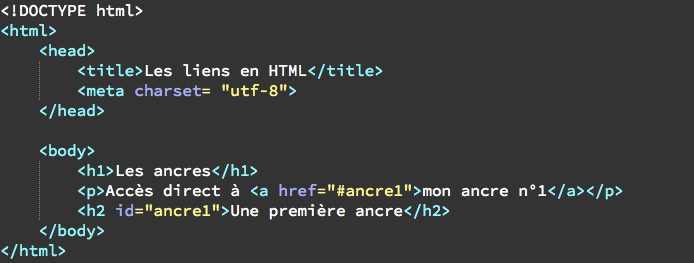 <!DOCTYPE html>
<html>
    <head>
        <title>Les liens en HTML</title>
        <meta charset= "utf-8">
    </head>

    <body>
        <h1>Les ancres</h1>
        <p>Accès direct à <a href="#ancre1">mon ancre n°1</a></p>
        <h2 id="ancre1">Une première ancre</h2>
    </body>
</html>